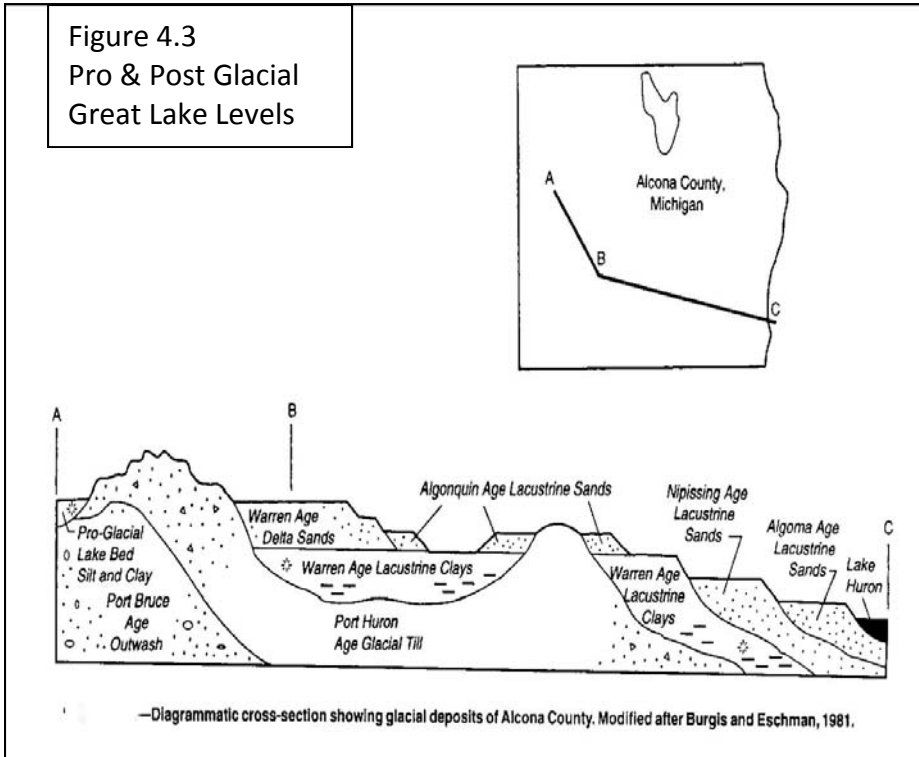 Figure 4.3
Pro & Post Glacial
Great Lake Levels
A
Alcona County,
Michigan
B
C
A
B
C
Algonquin Age Lacustrine Sands
Nipissing Age
Lacustrine
Sands
Algoma Age
Lacustrine
Sands
Lake
Huron
Warren Age
Delta Sands
Pro-Glacial
Lake Bed
Silt and Clay
Warren Age Lacustrine Clays
Warren Age
Lacustrine
Clays
Port Bruce
Age
Outwash
Port Huron
Age Glacial Till
—Diagrammatic cross-section showing glacial deposits of Alcona County. Modified after Burgis and Eschman, 1981.